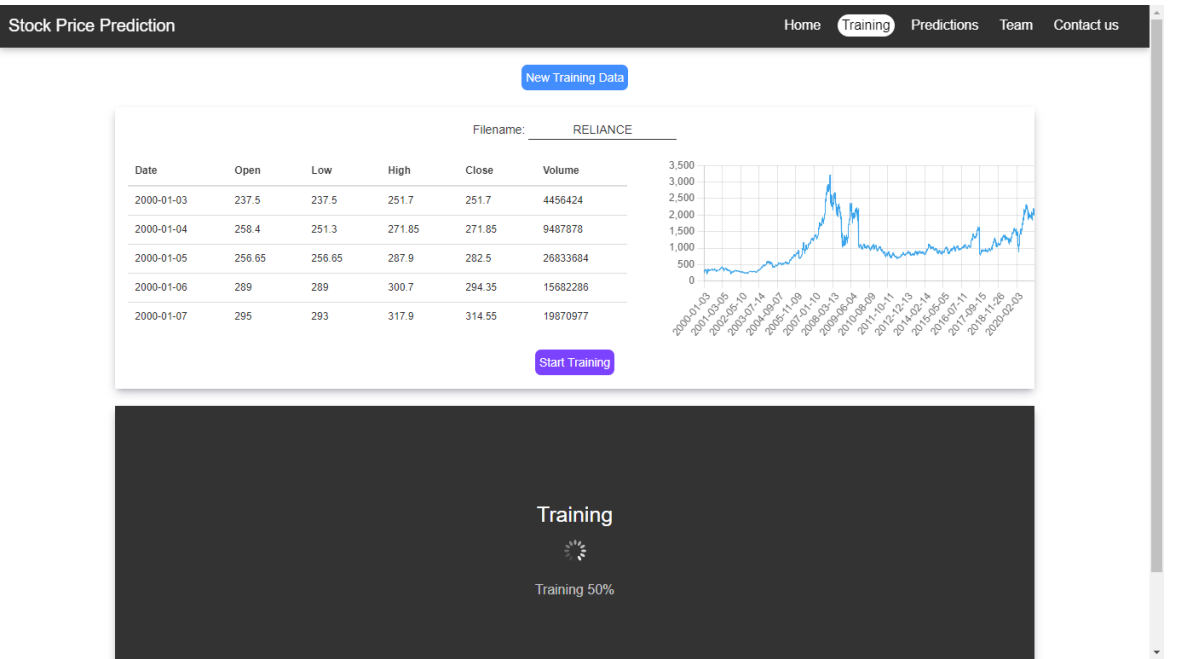 Stock Price Prediction Home Training Predictions Team Contact us
New Training Data
Filename: RELIANCE
Date Open Low High Close Volume
2000-01-03 237.5 237.5 251.7 251.7 4456424
2000-01-04 258.4 251.3 271.85 271.85 9487878
2000-01-05 256.65 256.65 287.9 282.5 26833684
2000-01-06 289 289 300.7 294.35 15682286
2000-01-07 295 293 317.9 314.55 19870977
3,500
3,000
2,500
2,000
1,500
1,000
500
0
2000-01-03
2001-03-05
2002-05-10
2003-07-14
2004-09-07
2005-11-09
2007-01-10
2008-03-13
2009-06-04
2010-08-09
2011-10-11
2012-12-13
2014-02-14
2015-05-05
2016-07-11
2017-09-15
2018-11-26
2020-02-03
Start Training
Training
Training 50%